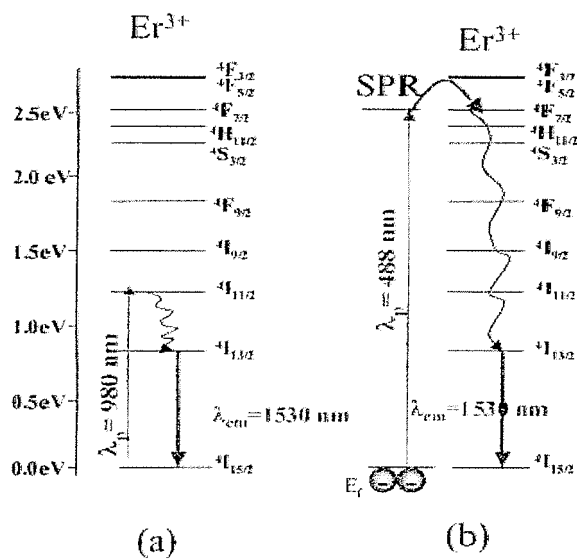 Er³⁺
⁴F₃/₂
⁴F₅/₂
⁴F₇/₂
⁴H₁₁/₂
⁴S₃/₂
⁴F₉/₂
⁴I₉/₂
⁴I₁₁/₂
⁴I₁₃/₂
⁴I₁₅/₂
2.5eV
2.0 eV
1.5eV
1.0eV
0.5eV
0.0eV
λp= 980 nm
λem=1530 nm
(a)
Er³⁺
SPR
⁴F₃/₂
⁴F₅/₂
⁴F₇/₂
⁴H₁₁/₂
⁴S₃/₂
⁴F₉/₂
⁴I₉/₂
⁴I₁₁/₂
⁴I₁₃/₂
⁴I₁₅/₂
λp= 488 nm
λem=1530 nm
Ef
− −
(b)